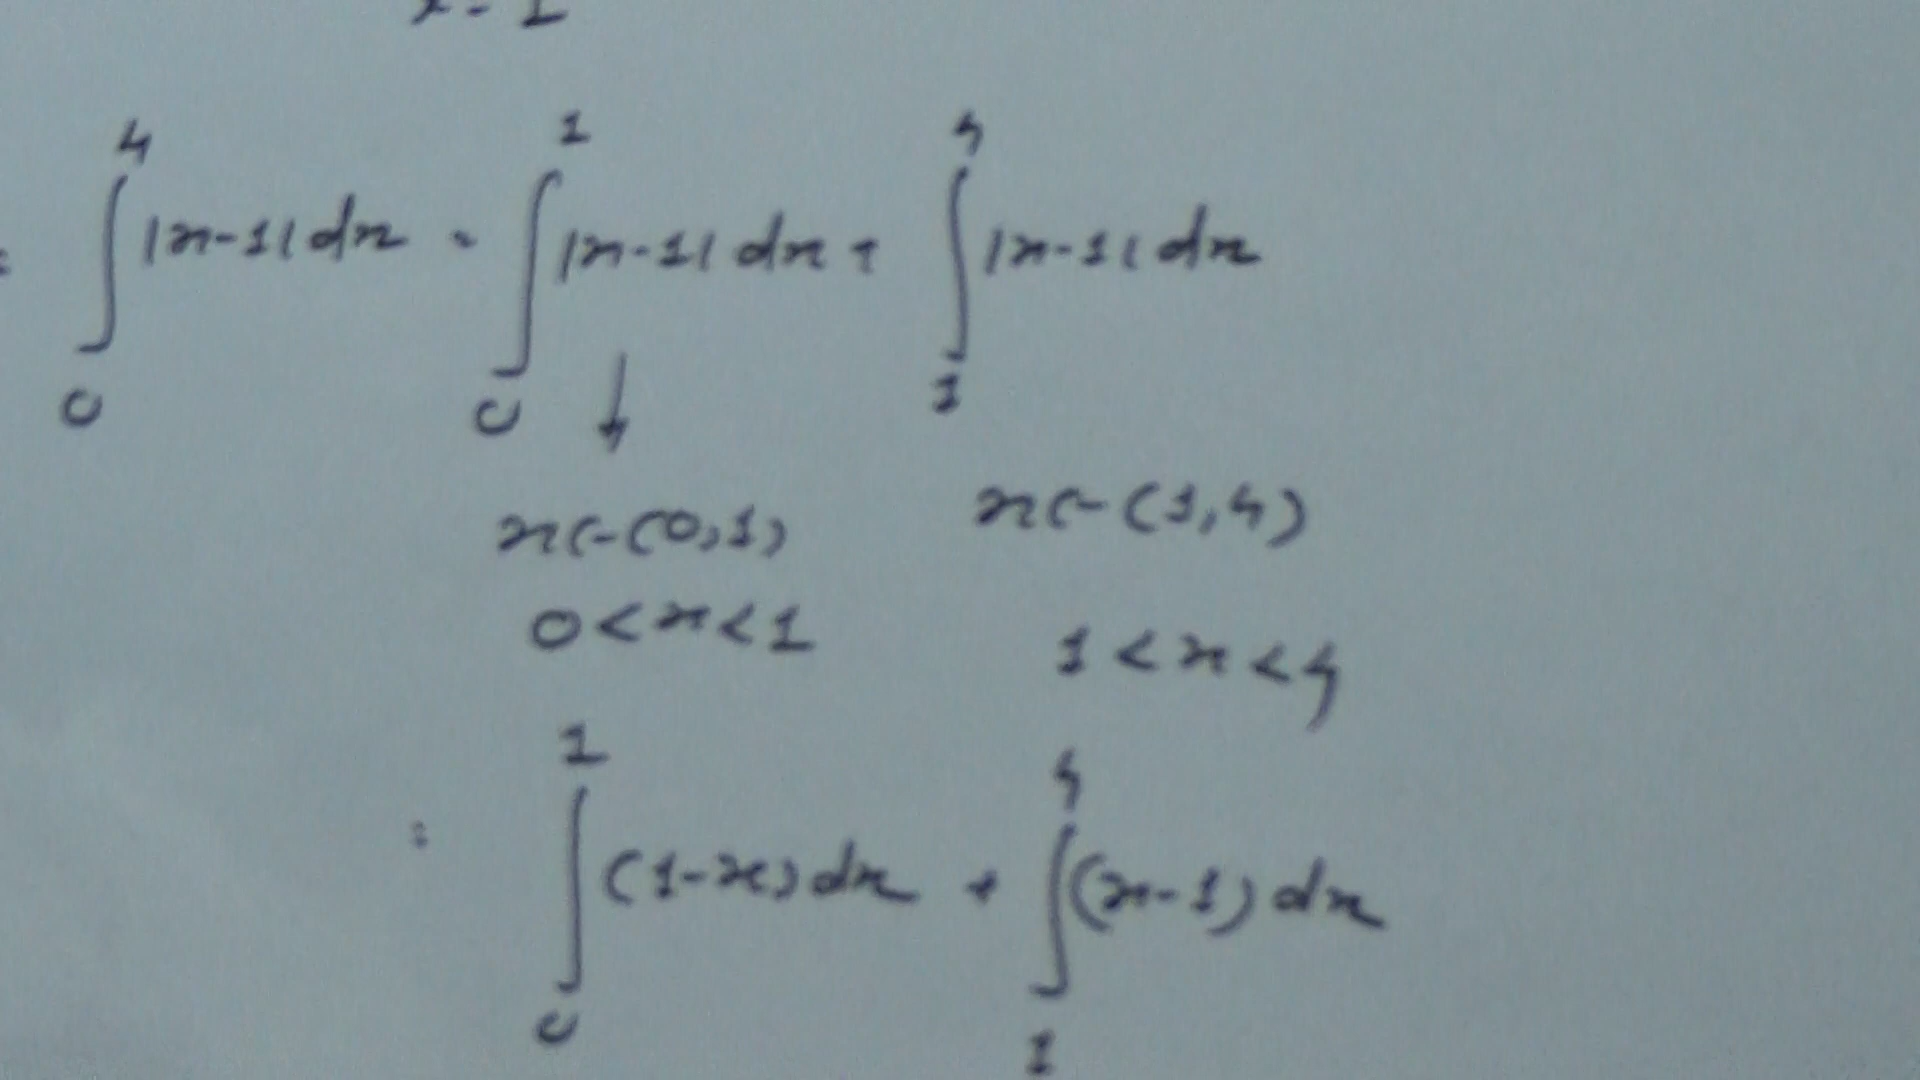 x = 1
= ∫₀⁴ |x-1| dx = ∫₀¹ |x-1| dx + ∫₁⁴ |x-1| dx
↓
x ∈ (0,1) x ∈ (1,4)
0<x<1 1<x<4
= ∫₀¹ (1-x) dx + ∫₁⁴ (x-1) dx